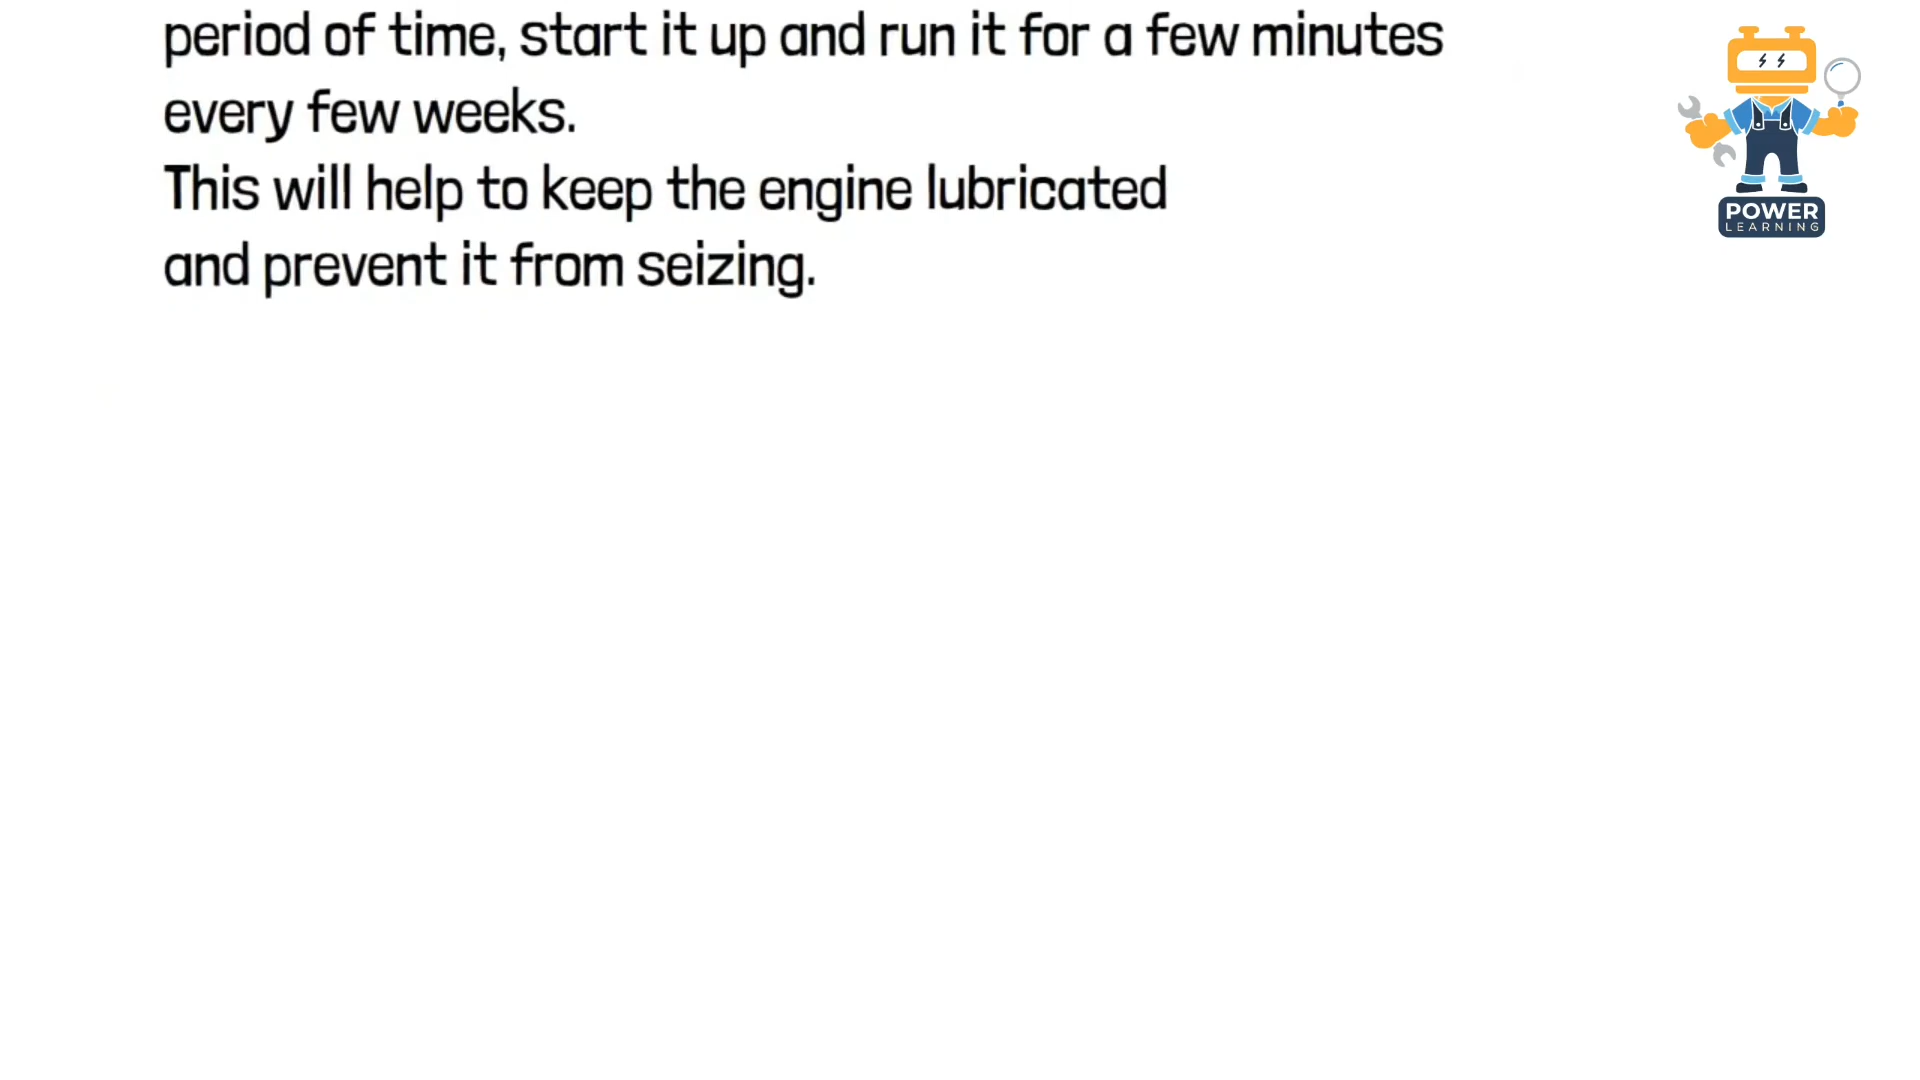 period of time, start it up and run it for a few minutes
every few weeks.
This will help to keep the engine lubricated
and prevent it from seizing.
POWER
LEARNING